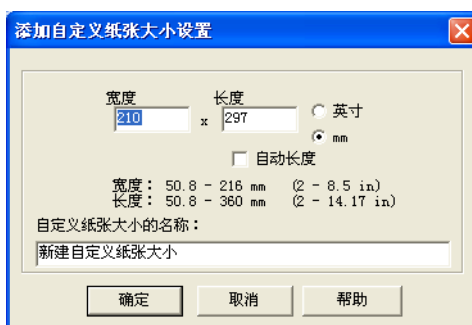 添加自定义纸张大小设置
宽度 长度
210 x 297 英寸
mm
自动长度
宽度： 50.8 - 216 mm (2 - 8.5 in)
长度： 50.8 - 360 mm (2 - 14.17 in)
自定义纸张大小的名称：
新建自定义纸张大小
确定 取消 帮助